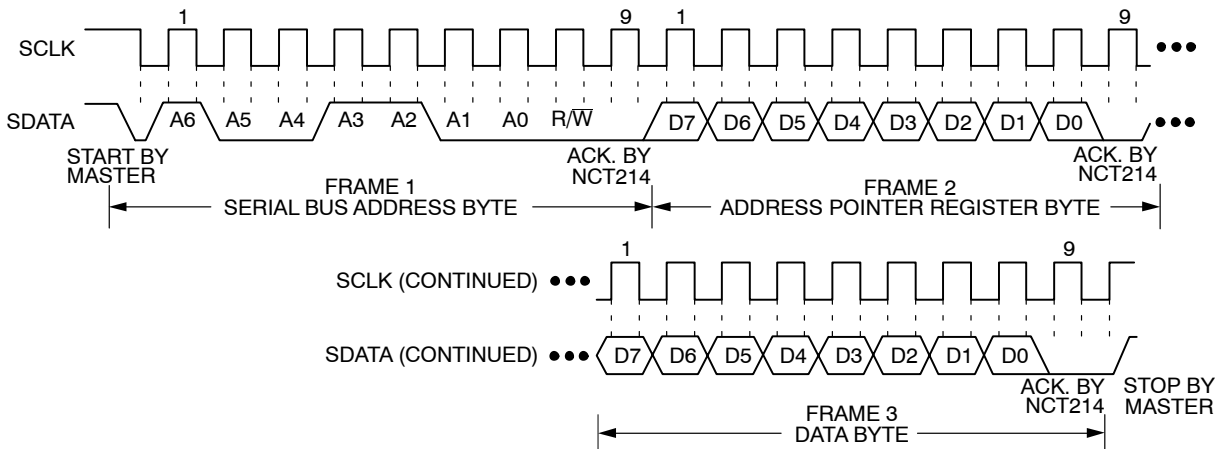 1 9 1 9
SCLK
SDATA A6 A5 A4 A3 A2 A1 A0 R/W̅ D7 D6 D5 D4 D3 D2 D1 D0
START BY
MASTER
ACK. BY
NCT214
ACK. BY
NCT214
FRAME 1
SERIAL BUS ADDRESS BYTE
FRAME 2
ADDRESS POINTER REGISTER BYTE
1 9
SCLK (CONTINUED)
SDATA (CONTINUED) D7 D6 D5 D4 D3 D2 D1 D0
ACK. BY
NCT214
STOP BY
MASTER
FRAME 3
DATA BYTE